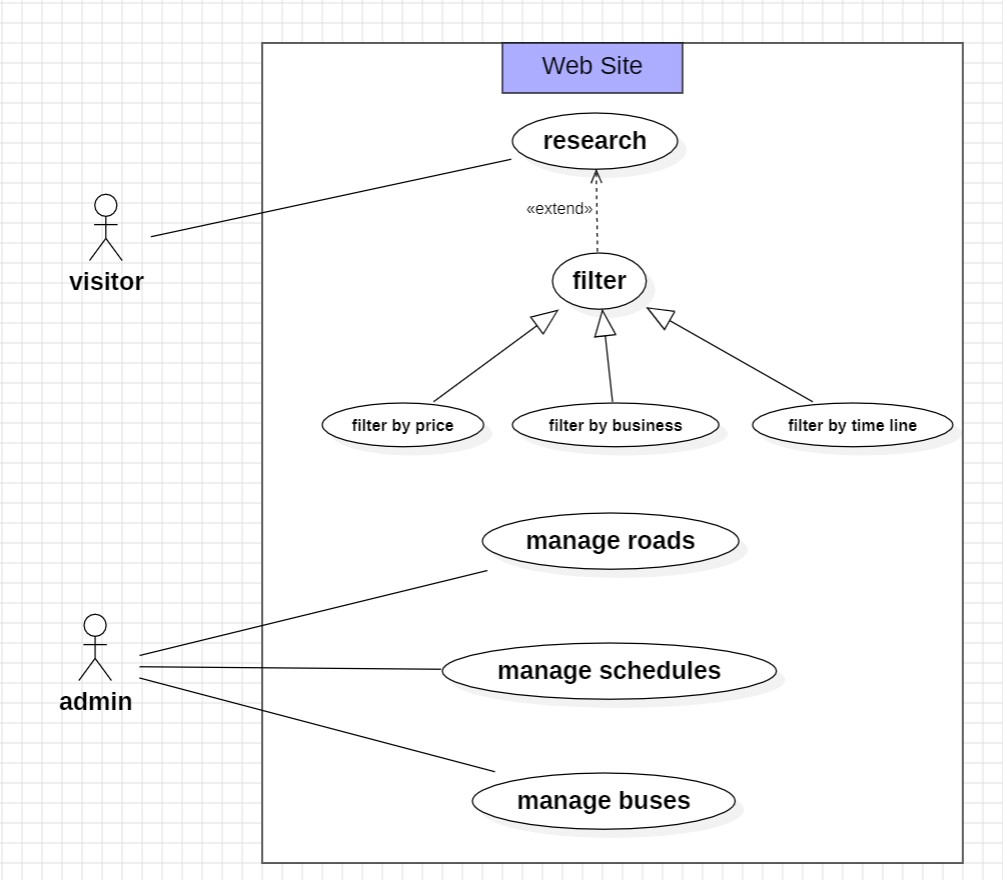 Web Site
research
«extend»
visitor
filter
filter by price
filter by business
filter by time line
manage roads
manage schedules
admin
manage buses